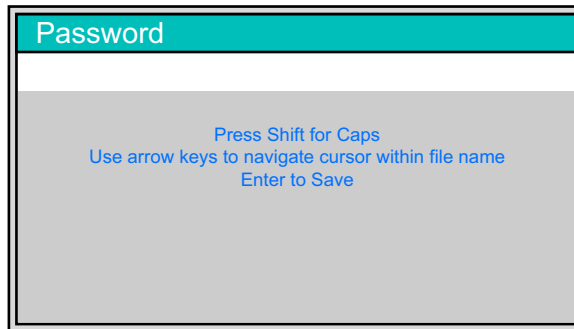 Password
Press Shift for Caps
Use arrow keys to navigate cursor within file name
Enter to Save